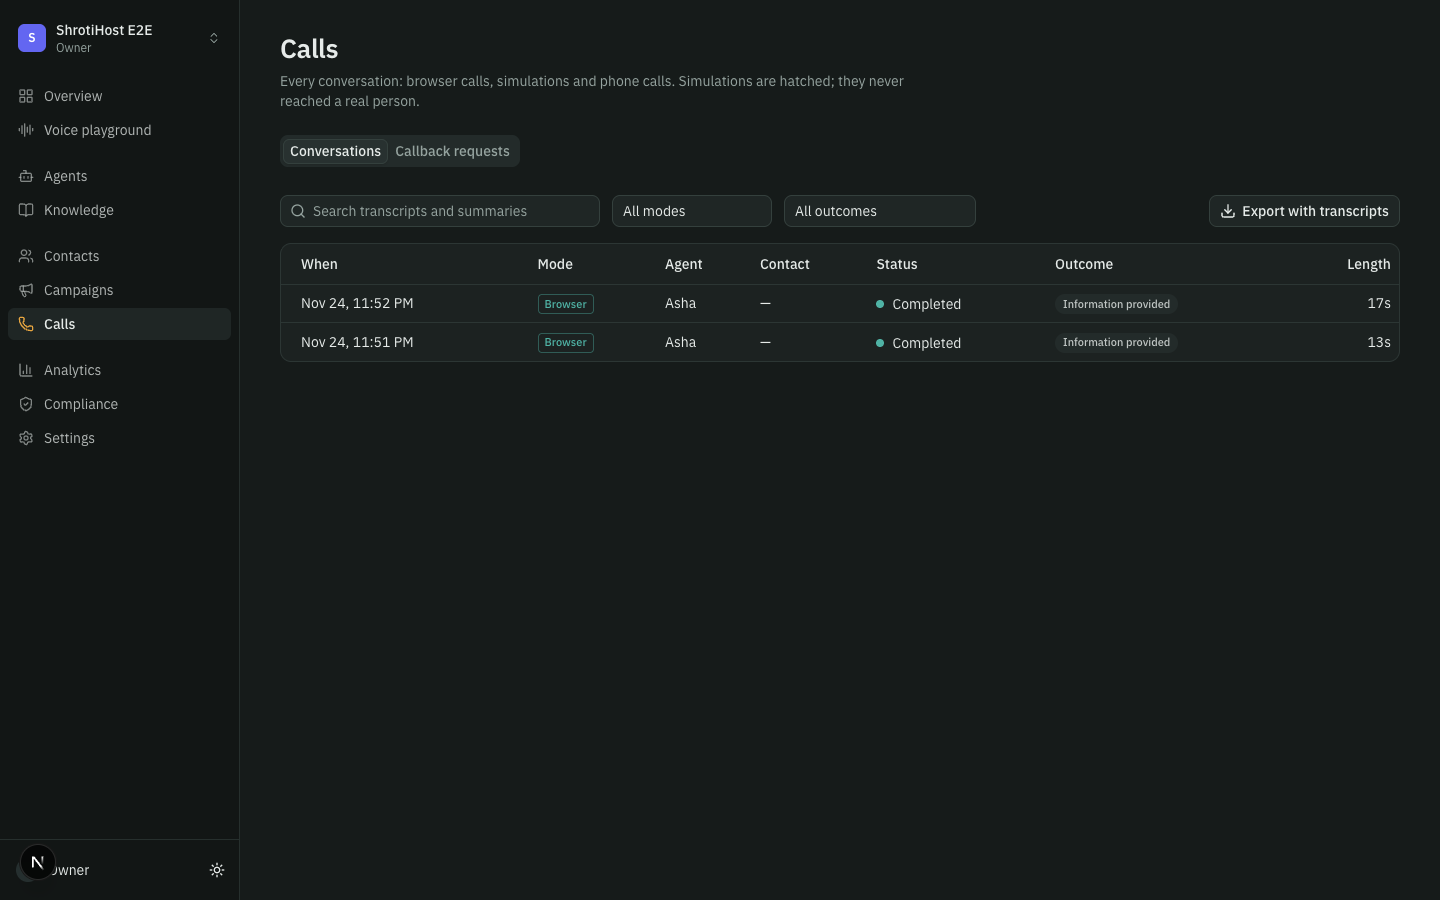 S
ShrotiHost E2E
Owner
Overview
Voice playground
Agents
Knowledge
Contacts
Campaigns
Calls
Analytics
Compliance
Settings
N
Owner
Calls
Every conversation: browser calls, simulations and phone calls. Simulations are hatched; they never
reached a real person.
Conversations Callback requests
Search transcripts and summaries All modes All outcomes Export with transcripts
When Mode Agent Contact Status Outcome Length
Nov 24, 11:52 PM Browser Asha — Completed Information provided 17s
Nov 24, 11:51 PM Browser Asha — Completed Information provided 13s